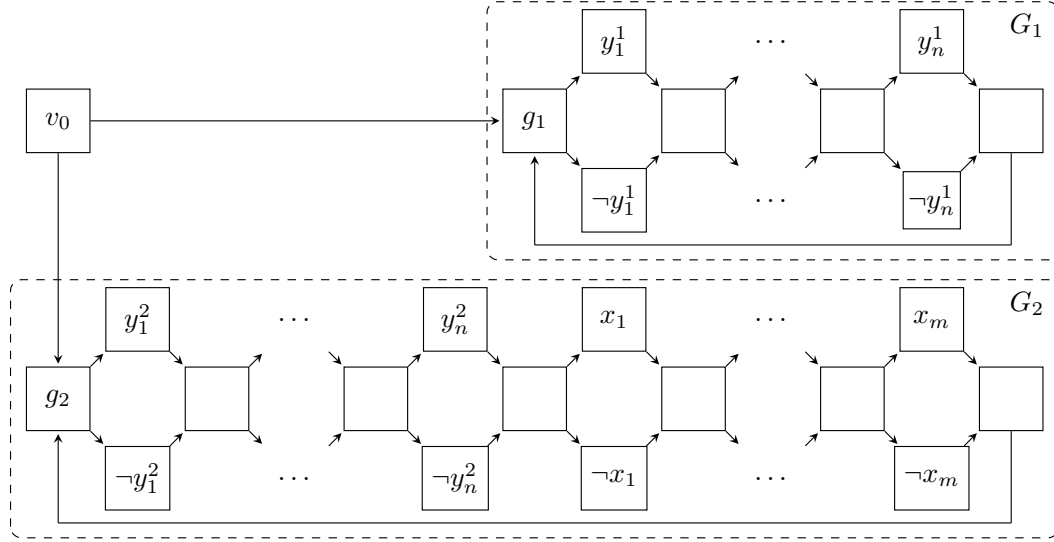 y_1^1 ⋯ y_n^1 G_1
v_0 g_1
¬y_1^1 ⋯ ¬y_n^1
y_1^2 ⋯ y_n^2 x_1 ⋯ x_m G_2
g_2
¬y_1^2 ⋯ ¬y_n^2 ¬x_1 ⋯ ¬x_m